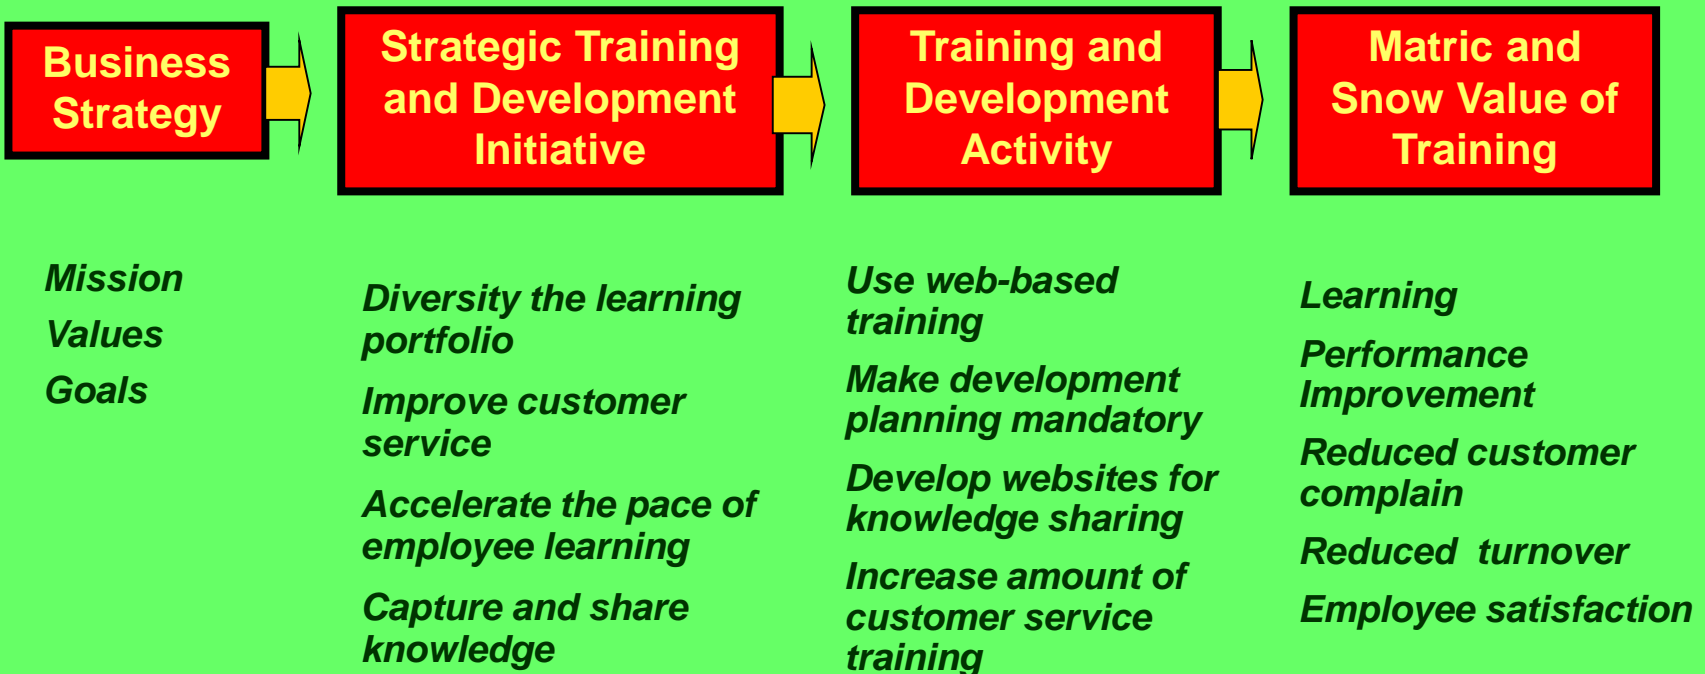 Business
Strategy
Strategic Training
and Development
Initiative
Training and
Development
Activity
Matric and
Snow Value of
Training
Mission
Values
Goals
Diversity the learning
portfolio
Improve customer
service
Accelerate the pace of
employee learning
Capture and share
knowledge
Use web-based
training
Make development
planning mandatory
Develop websites for
knowledge sharing
Increase amount of
customer service
training
Learning
Performance
Improvement
Reduced customer
complain
Reduced  turnover
Employee satisfaction